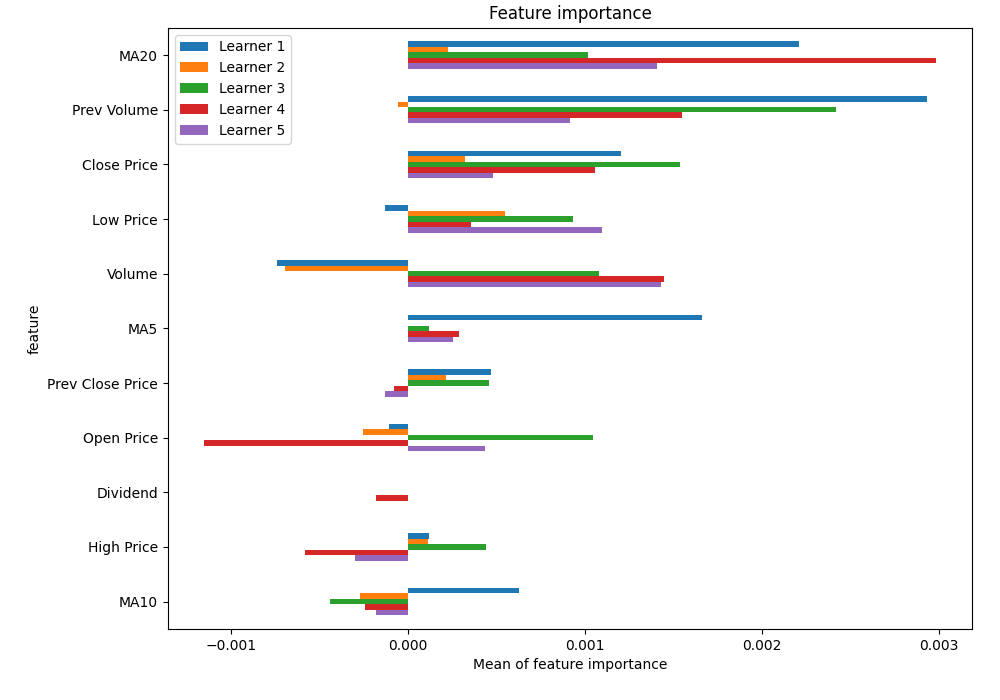 Feature importance
Learner 1
Learner 2
Learner 3
Learner 4
Learner 5
MA20
Prev Volume
Close Price
Low Price
Volume
MA5
Prev Close Price
Open Price
Dividend
High Price
MA10
feature
−0.001 0.000 0.001 0.002 0.003
Mean of feature importance